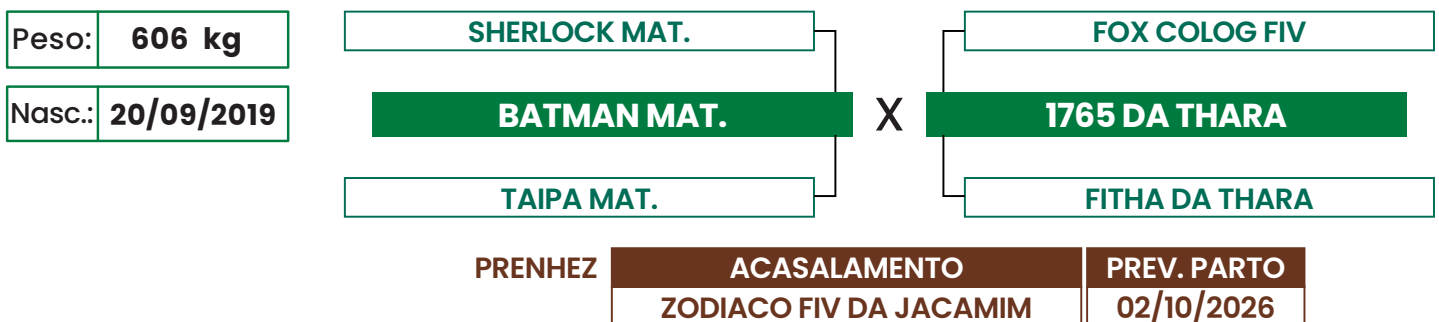 Peso: 606 kg
Nasc.: 20/09/2019
SHERLOCK MAT.
BATMAN MAT.
TAIPA MAT.
X
FOX COLOG FIV
1765 DA THARA
FITHA DA THARA
PRENHEZ ACASALAMENTO PREV. PARTO
ZODIACO FIV DA JACAMIM 02/10/2026